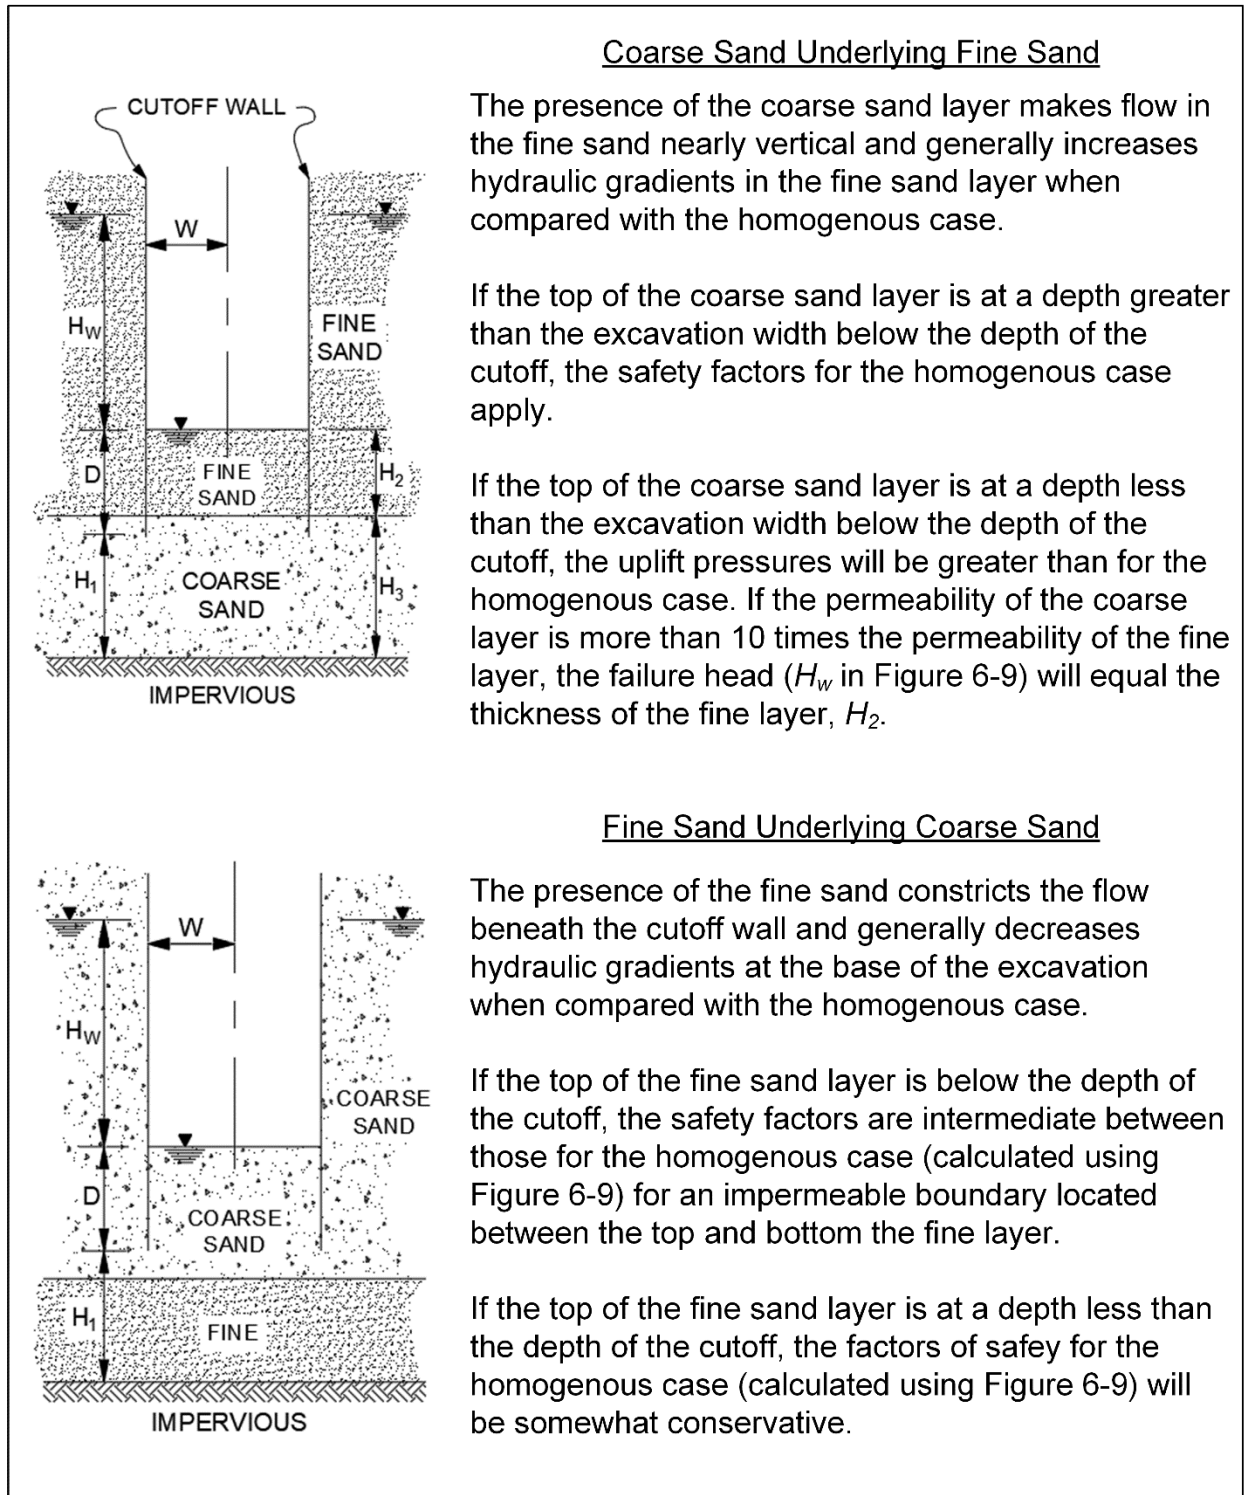 Coarse Sand Underlying Fine Sand
The presence of the coarse sand layer makes flow in
the fine sand nearly vertical and generally increases
hydraulic gradients in the fine sand layer when
compared with the homogenous case.
If the top of the coarse sand layer is at a depth greater
than the excavation width below the depth of the
cutoff, the safety factors for the homogenous case
apply.
If the top of the coarse sand layer is at a depth less
than the excavation width below the depth of the
cutoff, the uplift pressures will be greater than for the
homogenous case. If the permeability of the coarse
layer is more than 10 times the permeability of the fine
layer, the failure head (Hw in Figure 6-9) will equal the
thickness of the fine layer, H2.
CUTOFF WALL
W
HW
FINE
SAND
D
FINE
SAND
H2
H1
COARSE
SAND
H3
IMPERVIOUS
Fine Sand Underlying Coarse Sand
The presence of the fine sand constricts the flow
beneath the cutoff wall and generally decreases
hydraulic gradients at the base of the excavation
when compared with the homogenous case.
If the top of the fine sand layer is below the depth of
the cutoff, the safety factors are intermediate between
those for the homogenous case (calculated using
Figure 6-9) for an impermeable boundary located
between the top and bottom the fine layer.
If the top of the fine sand layer is at a depth less than
the depth of the cutoff, the factors of safey for the
homogenous case (calculated using Figure 6-9) will
be somewhat conservative.
W
HW
COARSE
SAND
D
COARSE
SAND
H1
FINE
IMPERVIOUS